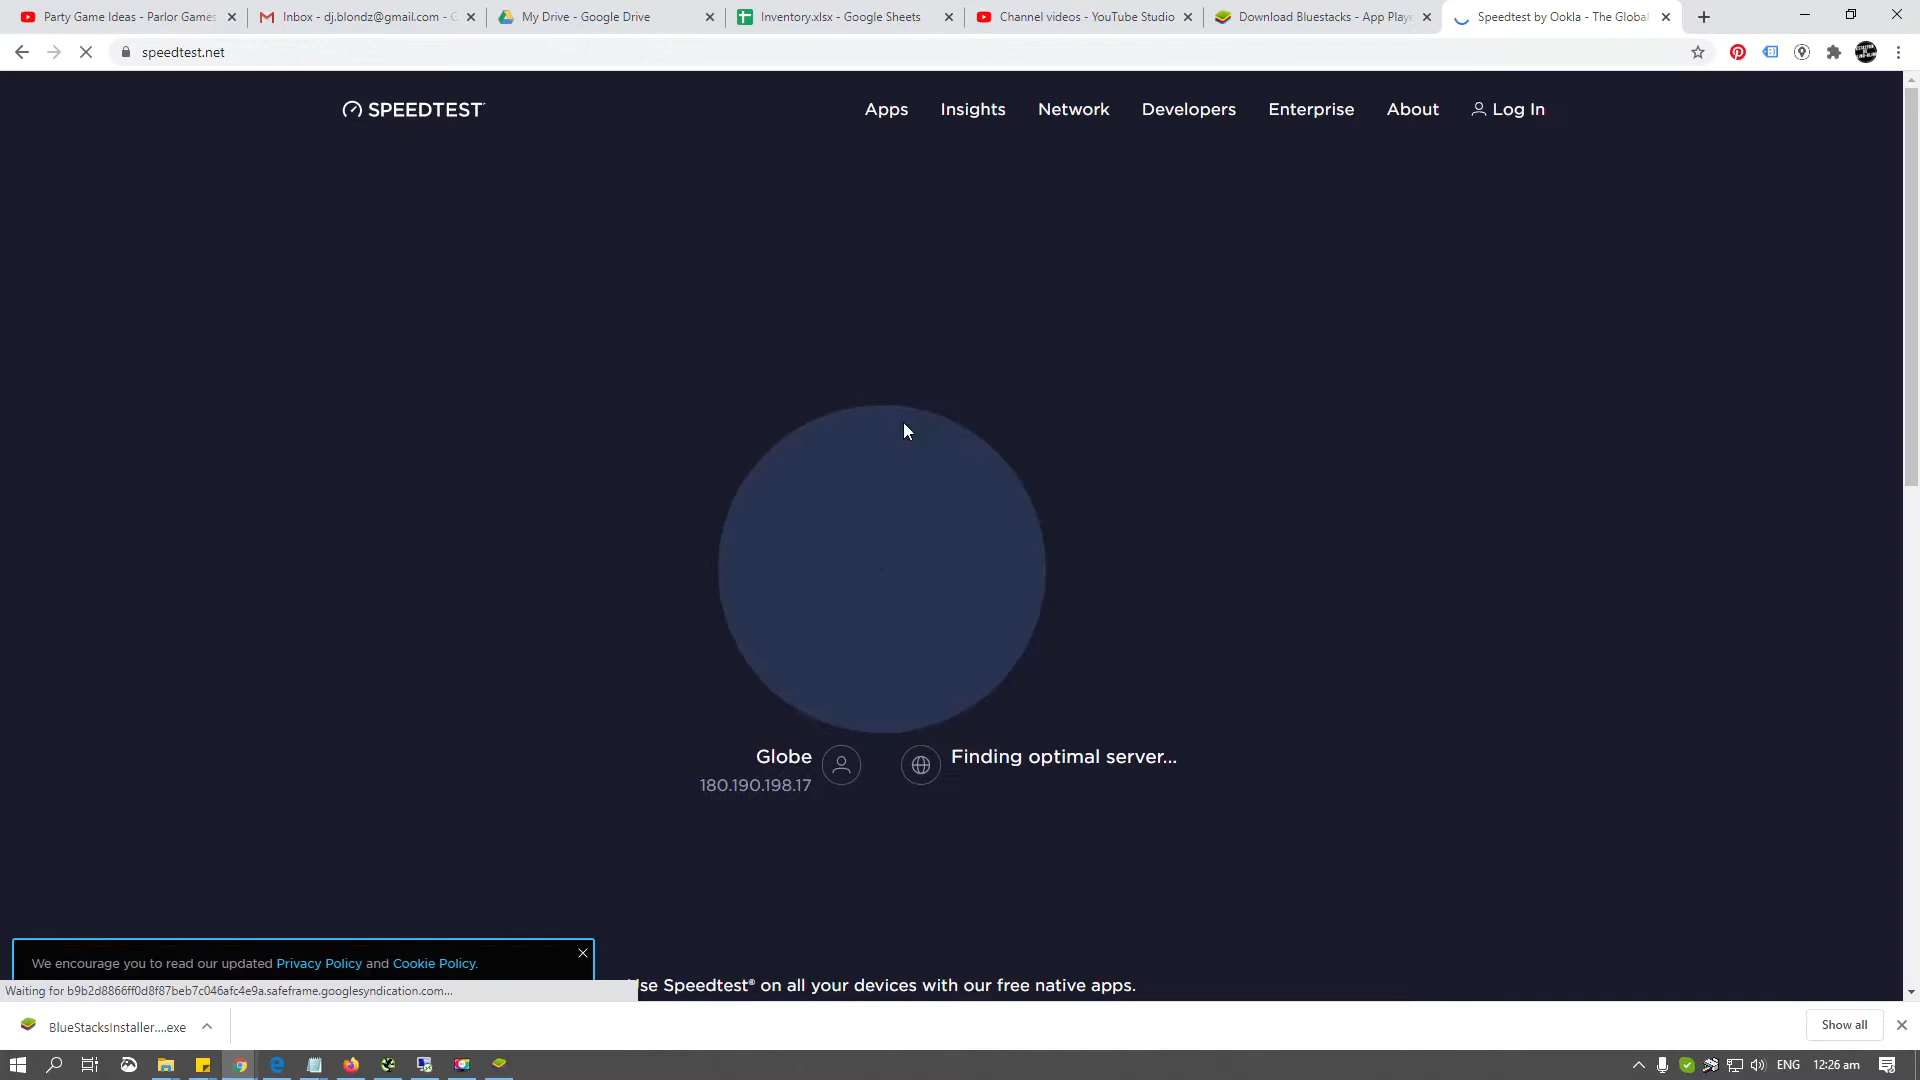 Party Game Ideas - Parlor Games
Inbox - dj.blondz@gmail.com - G
My Drive - Google Drive
Inventory.xlsx - Google Sheets
Channel videos - YouTube Studio
Download Bluestacks - App Playe
Speedtest by Ookla - The Global
speedtest.net
SPEEDTEST
Apps
Insights
Network
Developers
Enterprise
About
Log In
Globe
180.190.198.17
Finding optimal server...
We encourage you to read our updated Privacy Policy and Cookie Policy.
Use Speedtest® on all your devices with our free native apps.
Waiting for b9b2d8866ff0d8f87beb7c046afc4e9a.safeframe.googlesyndication.com...
BlueStacksInstaller....exe
Show all
ENG
12:26 am